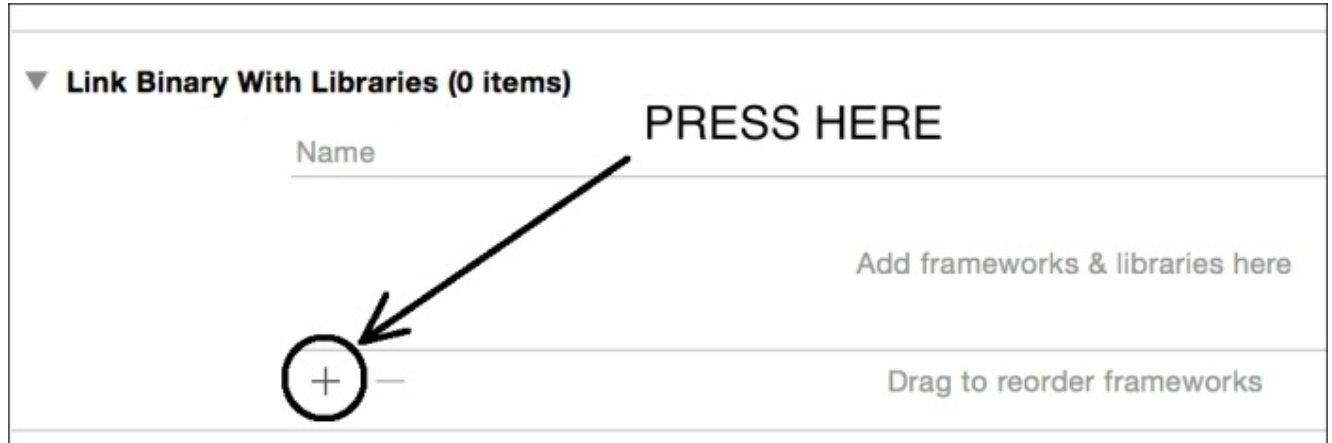 Link Binary With Libraries (0 items)
PRESS HERE
Name
Add frameworks & libraries here
+ −
Drag to reorder frameworks